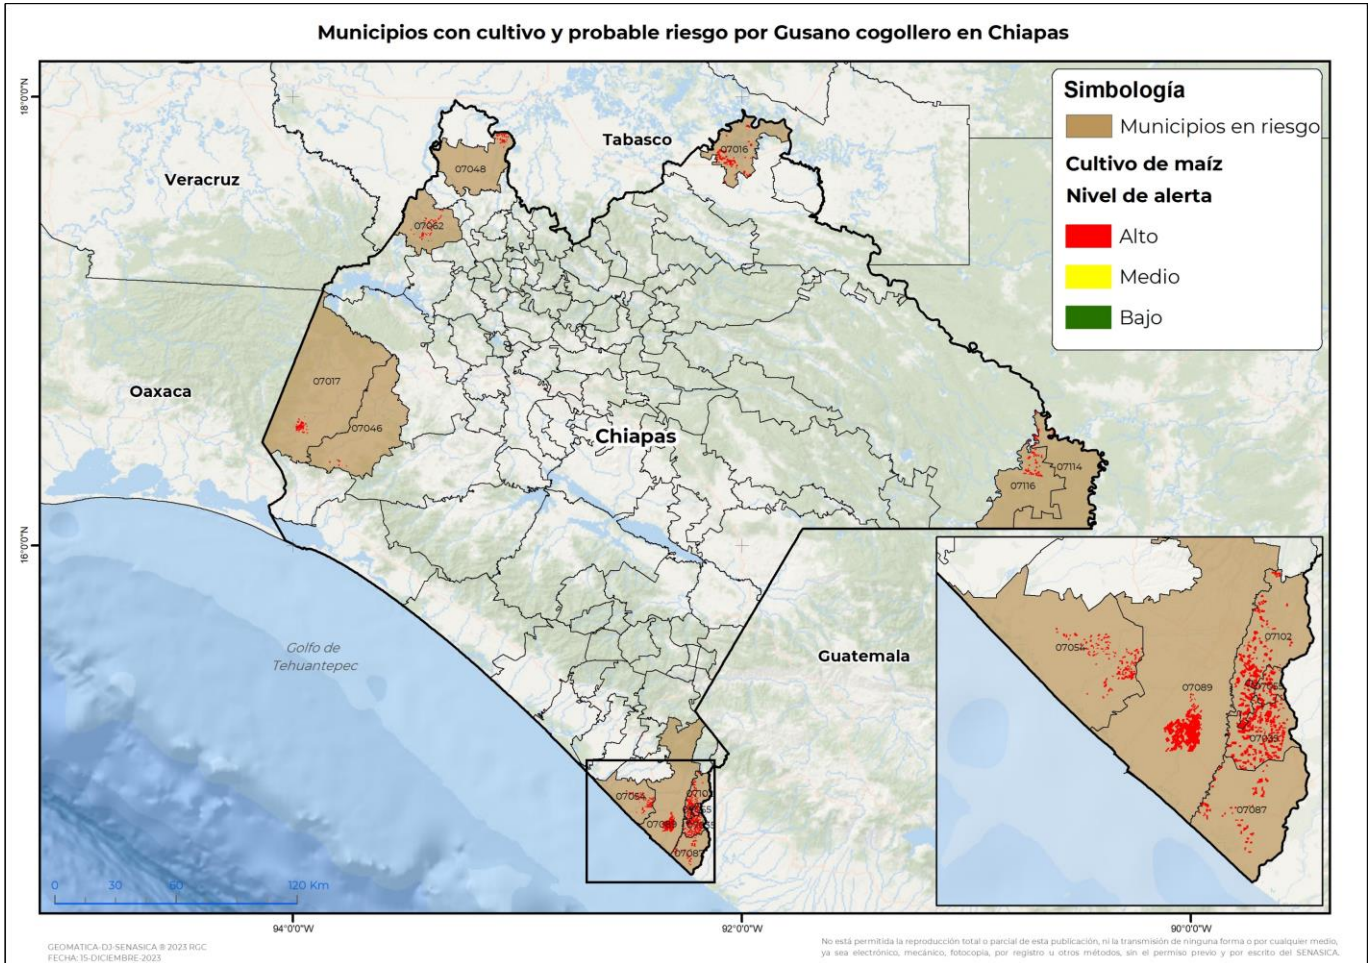 Municipios con cultivo y probable riesgo por Gusano cogollero en Chiapas
Simbología
Municipios en riesgo
Cultivo de maíz
Nivel de alerta
Alto
Medio
Bajo
18°0'0"N
16°0'0"N
Tabasco
Veracruz
Oaxaca
Chiapas
Guatemala
Golfo de
Tehuantepec
07016
07048
07062
07017
07046
07114
07116
07054
07102
07087
07054
07102
07089
07087
0 30 60 120 Km
94°0'0"W
92°0'0"W
90°0'0"W
GEOMATICA-DJ-SENASICA ® 2023 RGC
FECHA: 15-DICIEMBRE-2023
No está permitida la reproducción total o parcial de esta publicación, ni la transmisión de ninguna forma o por cualquier medio,
ya sea electrónico, mecánico, fotocopia, por registro u otros métodos, sin el permiso previo y por escrito del SENASICA.